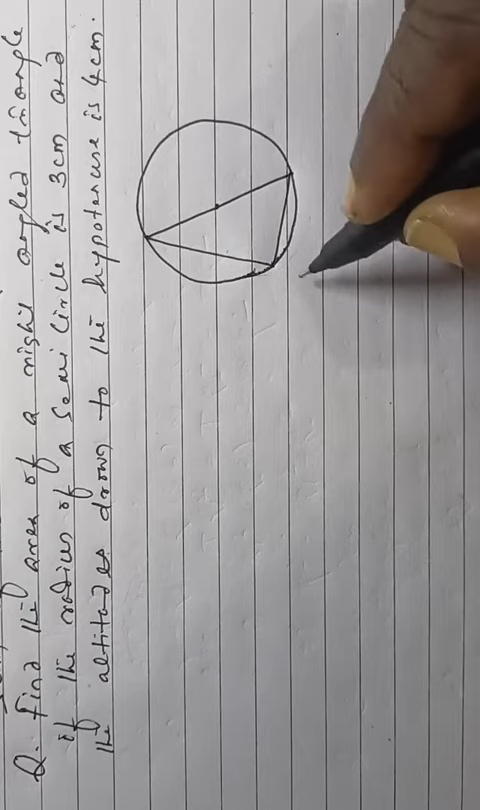 Q. Find the area of a right angled triangle
if the radius of a semi circle is 3cm and
the altitudes drawn to the hypotenuse is 4cm.